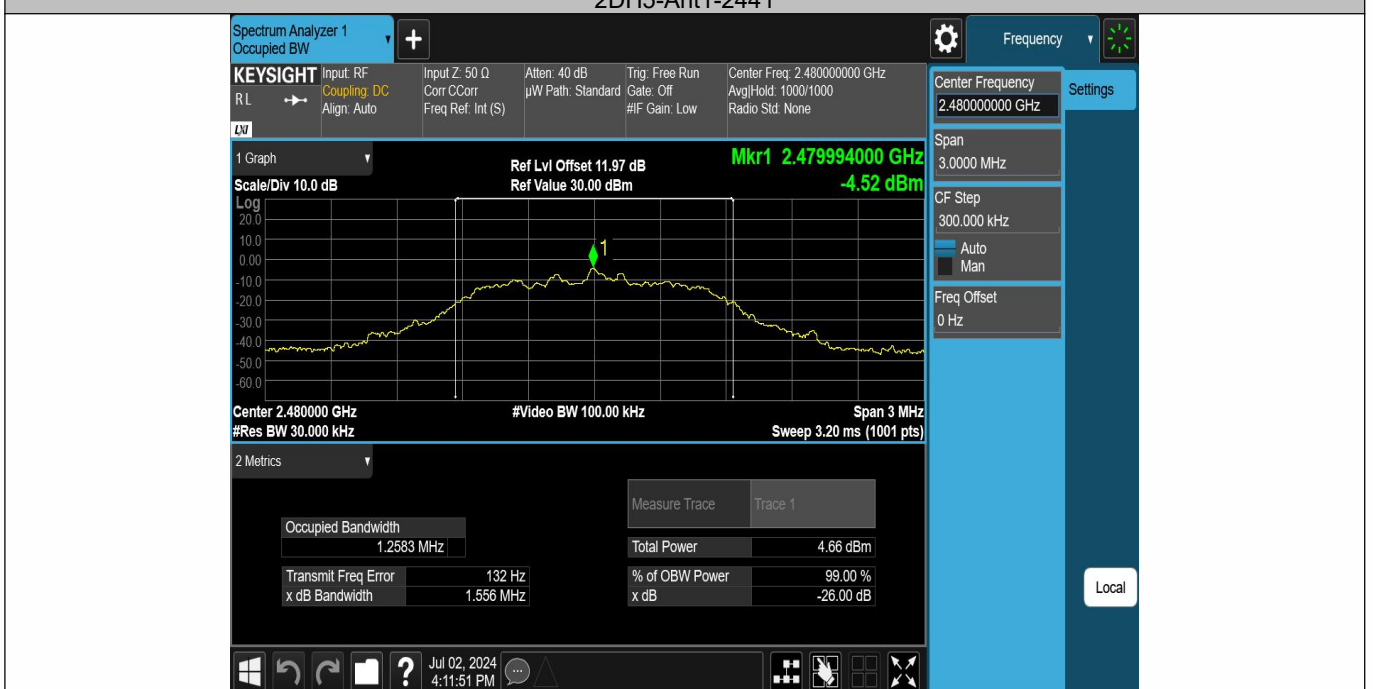 2DH5-Ant1-2441
Spectrum Analyzer 1
Occupied BW
Frequency
KEYSIGHT
RL
LXI
Input: RF
Coupling: DC
Align: Auto
Input Z: 50 Ω
Corr CCorr
Freq Ref: Int (S)
Atten: 40 dB
µW Path: Standard
Trig: Free Run
Gate: Off
#IF Gain: Low
Center Freq: 2.480000000 GHz
Avg|Hold: 1000/1000
Radio Std: None
Center Frequency
2.480000000 GHz
Settings
Span
3.0000 MHz
CF Step
300.000 kHz
Auto
Man
Freq Offset
0 Hz
Local
1 Graph
Scale/Div 10.0 dB
Ref Lvl Offset 11.97 dB
Ref Value 30.00 dBm
Mkr1 2.479994000 GHz
-4.52 dBm
Log
20.0
10.0
0.00
-10.0
-20.0
-30.0
-40.0
-50.0
-60.0
1
Center 2.480000 GHz
#Video BW 100.00 kHz
Span 3 MHz
#Res BW 30.000 kHz
Sweep 3.20 ms (1001 pts)
2 Metrics
Measure Trace Trace 1
Occupied Bandwidth
1.2583 MHz
Total Power 4.66 dBm
Transmit Freq Error 132 Hz
% of OBW Power 99.00 %
x dB Bandwidth 1.556 MHz
x dB -26.00 dB
Jul 02, 2024
4:11:51 PM